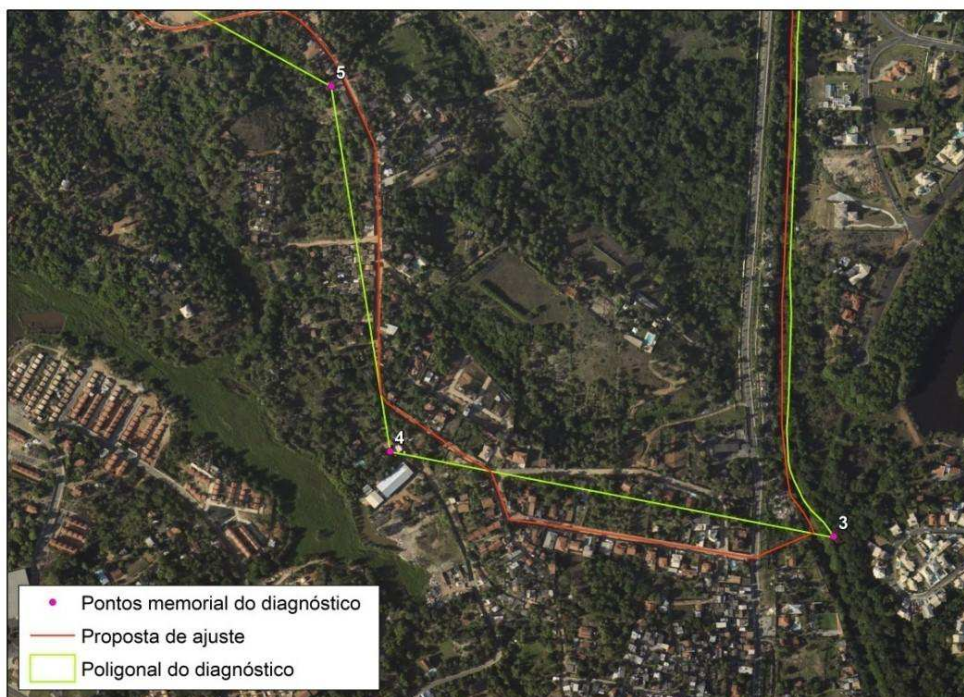 5
4
3
Pontos memorial do diagnóstico
Proposta de ajuste
Poligonal do diagnóstico